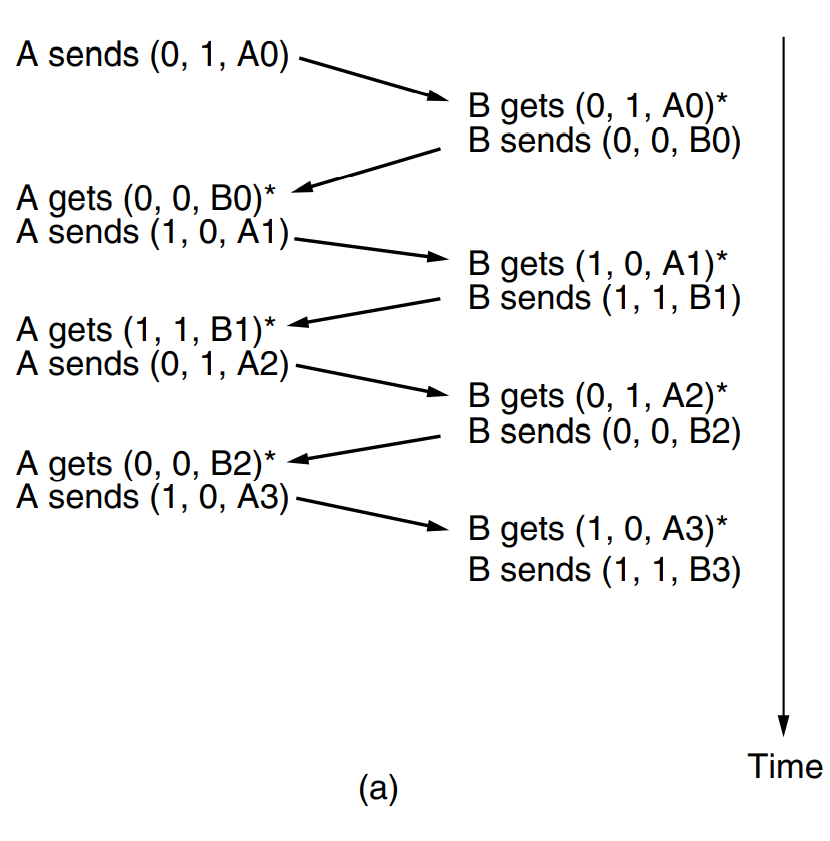 A sends (0, 1, A0)
B gets (0, 1, A0)*
B sends (0, 0, B0)
A gets (0, 0, B0)*
A sends (1, 0, A1)
B gets (1, 0, A1)*
B sends (1, 1, B1)
A gets (1, 1, B1)*
A sends (0, 1, A2)
B gets (0, 1, A2)*
B sends (0, 0, B2)
A gets (0, 0, B2)*
A sends (1, 0, A3)
B gets (1, 0, A3)*
B sends (1, 1, B3)
Time
(a)